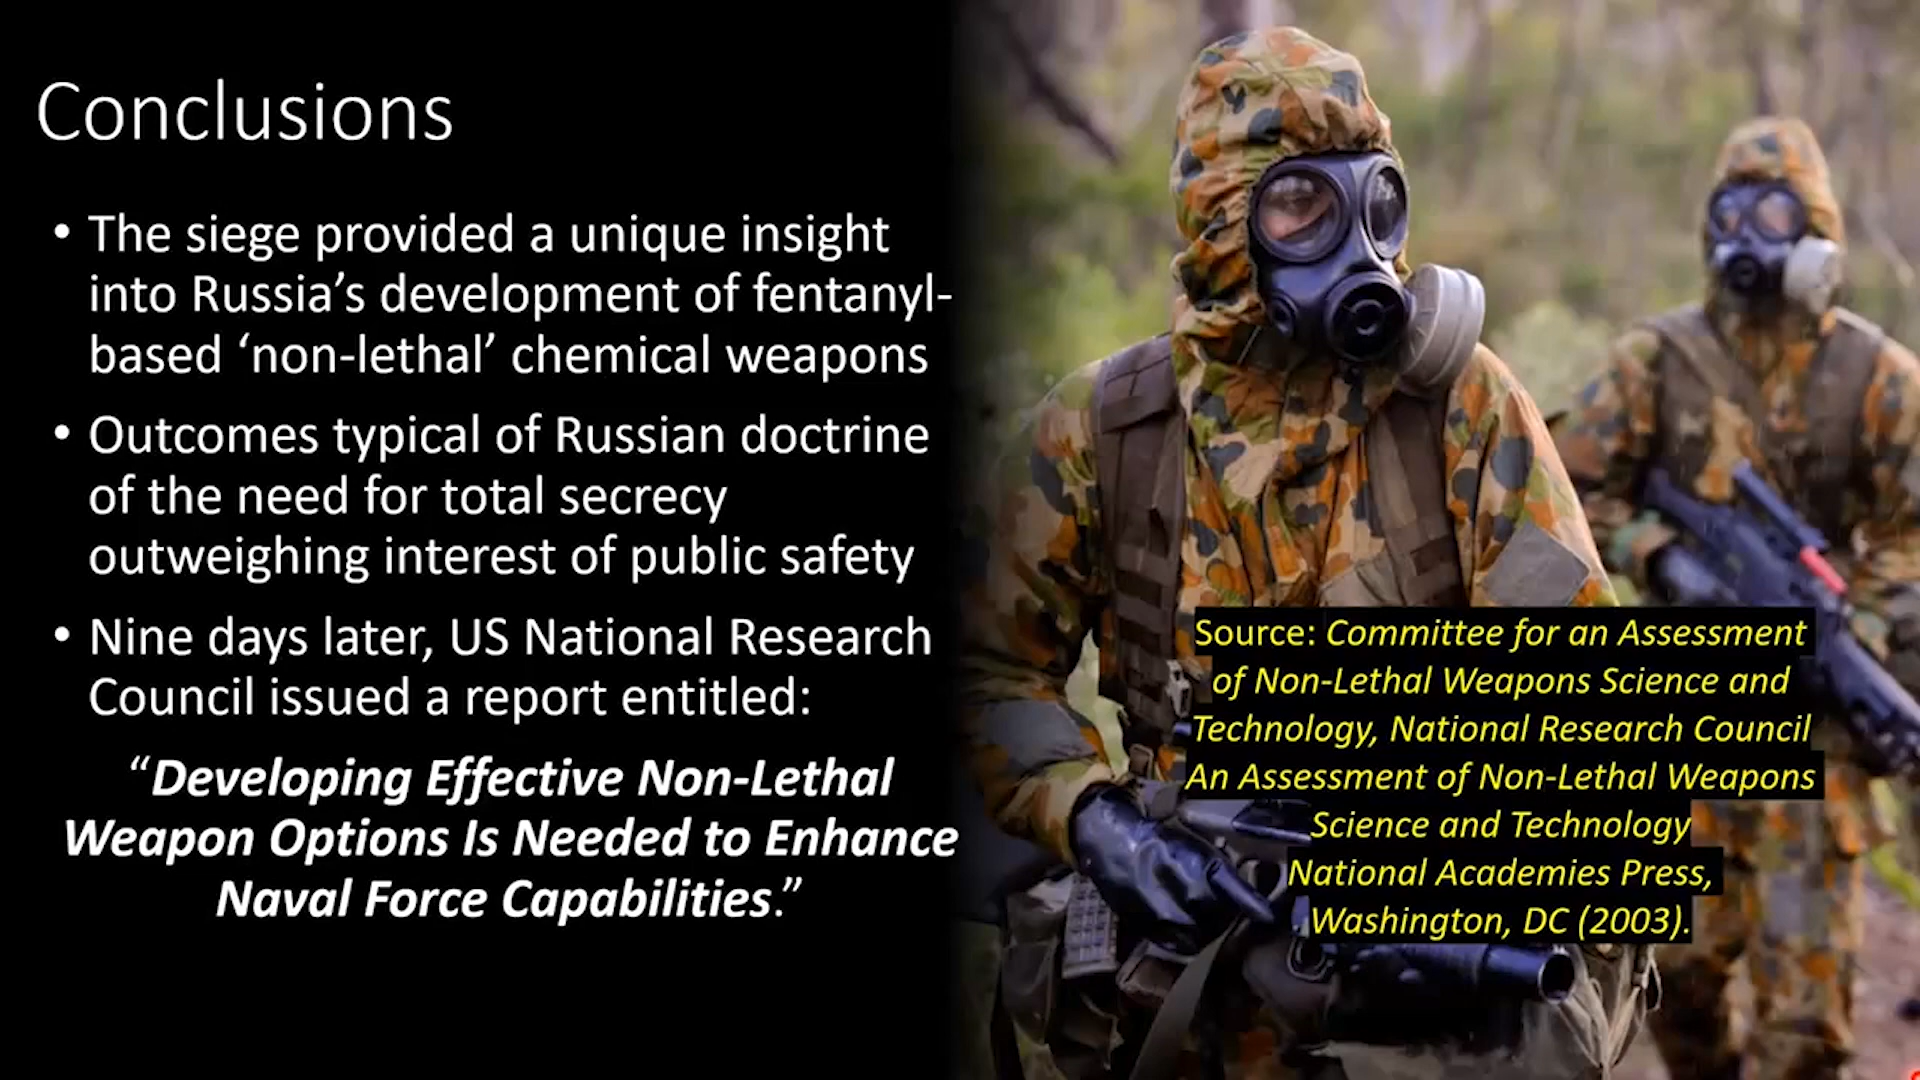 Conclusions
• The siege provided a unique insight
into Russia’s development of fentanyl-
based ‘non-lethal’ chemical weapons
• Outcomes typical of Russian doctrine
of the need for total secrecy
outweighing interest of public safety
• Nine days later, US National Research
Council issued a report entitled:
“Developing Effective Non-Lethal
Weapon Options Is Needed to Enhance
Naval Force Capabilities.”
Source: Committee for an Assessment
of Non-Lethal Weapons Science and
Technology, National Research Council
An Assessment of Non-Lethal Weapons
Science and Technology
National Academies Press,
Washington, DC (2003).